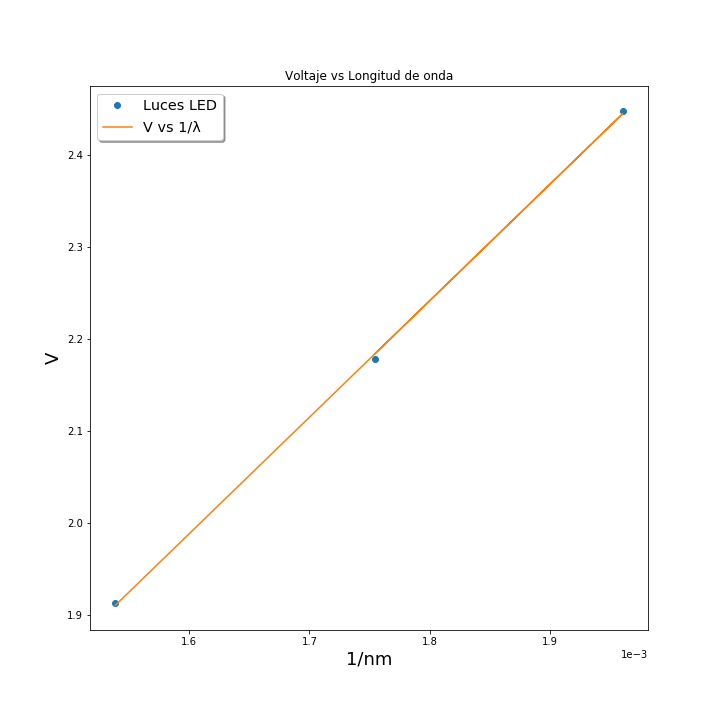 Voltaje vs Longitud de onda
Luces LED
V vs 1/λ
V
2.4
2.3
2.2
2.1
2.0
1.9
1.6 1.7 1.8 1.9
1e−3
1/nm